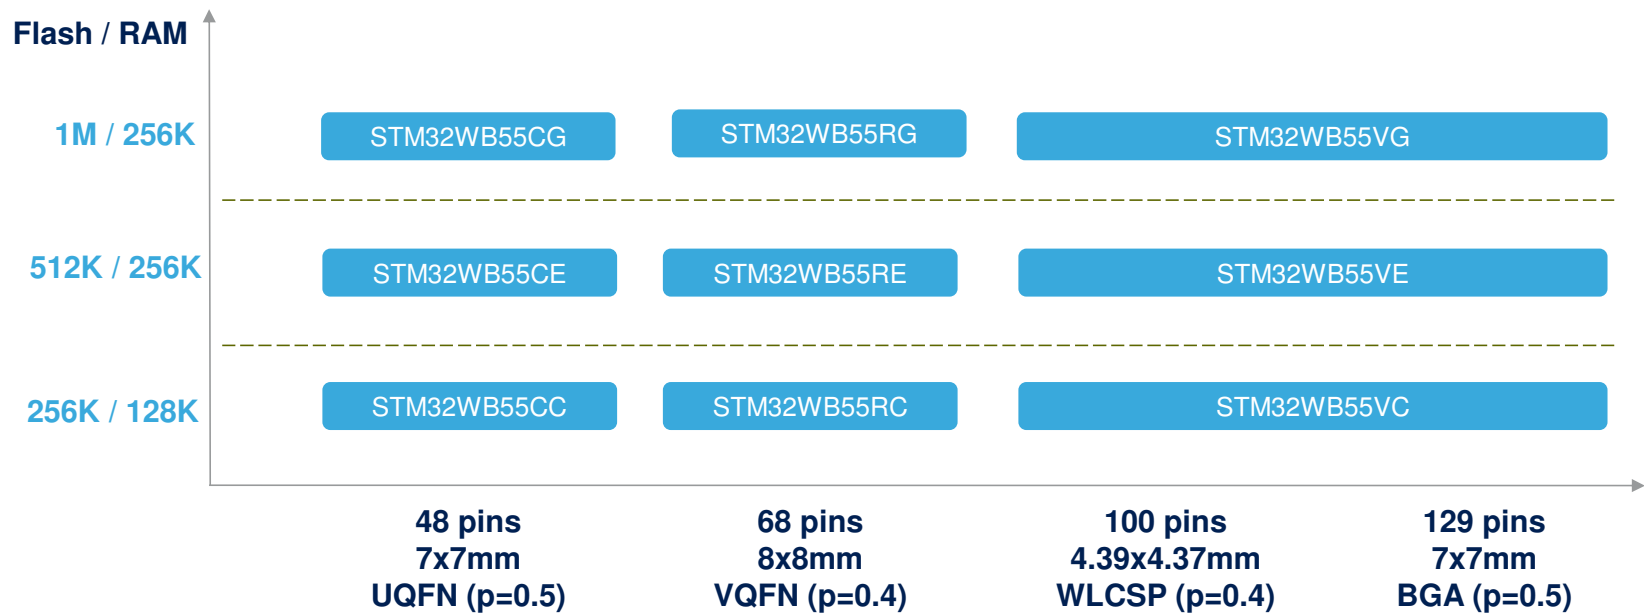 Flash / RAM
1M / 256K
STM32WB55CG
STM32WB55RG
STM32WB55VG
512K / 256K
STM32WB55CE
STM32WB55RE
STM32WB55VE
256K / 128K
STM32WB55CC
STM32WB55RC
STM32WB55VC
48 pins
7x7mm
UQFN (p=0.5)
68 pins
8x8mm
VQFN (p=0.4)
100 pins
4.39x4.37mm
WLCSP (p=0.4)
129 pins
7x7mm
BGA (p=0.5)